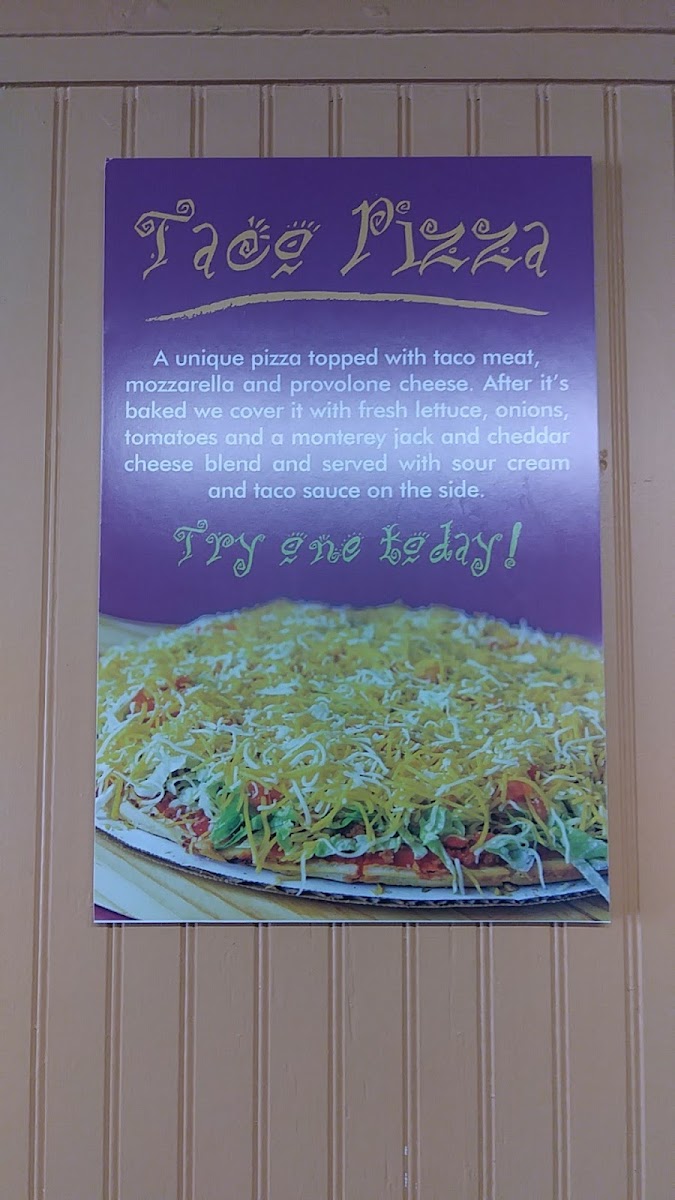 Taco Pizza
A unique pizza topped with taco meat,
mozzarella and provolone cheese. After it's
baked we cover it with fresh lettuce, onions,
tomatoes and a monterey jack and cheddar
cheese blend and served with sour cream
and taco sauce on the side.
Try one today!